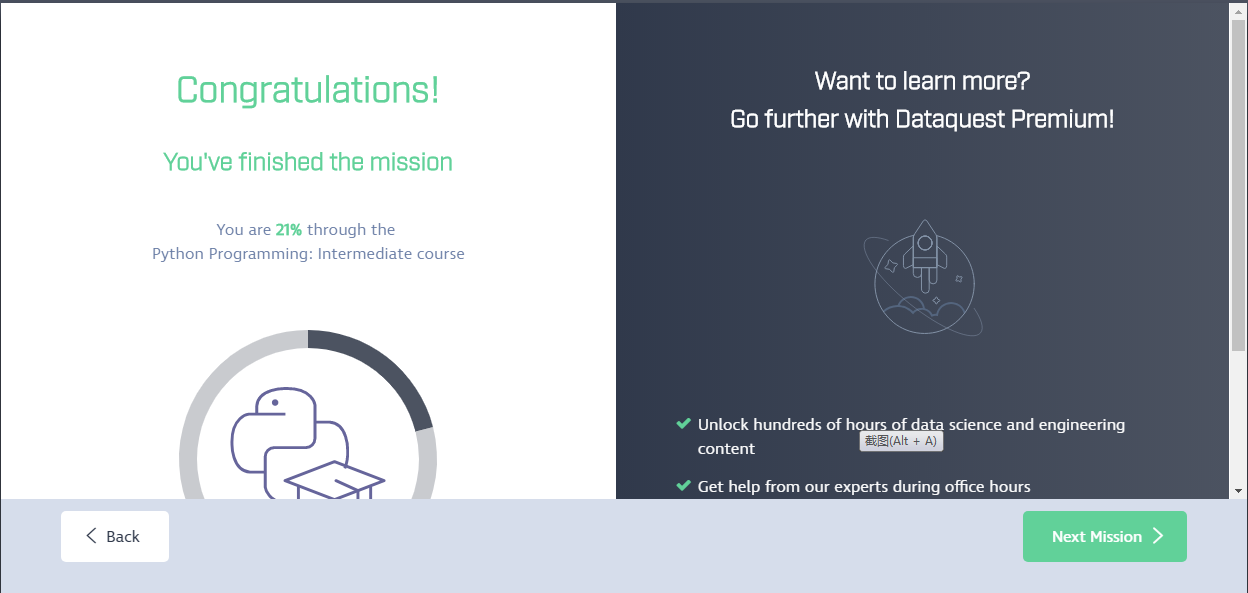 Congratulations!
You've finished the mission
You are 21% through the
Python Programming: Intermediate course
Want to learn more?
Go further with Dataquest Premium!
Unlock hundreds of hours of data science and engineering
content
截图(Alt + A)
Get help from our experts during office hours
Back
Next Mission